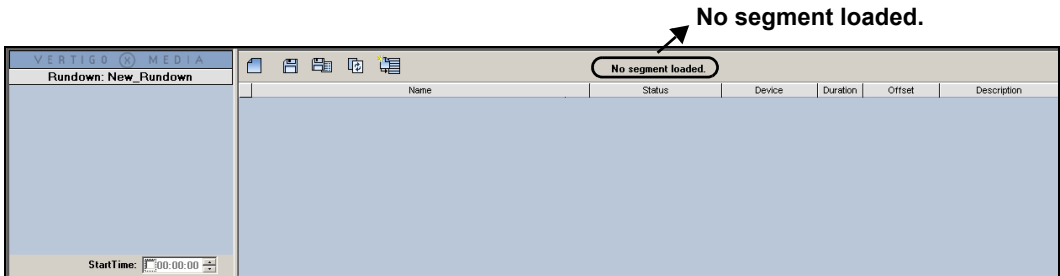 No segment loaded.
VERTIGO X MEDIA
Rundown: New_Rundown
No segment loaded.
Name Status Device Duration Offset Description
StartTime: 00:00:00